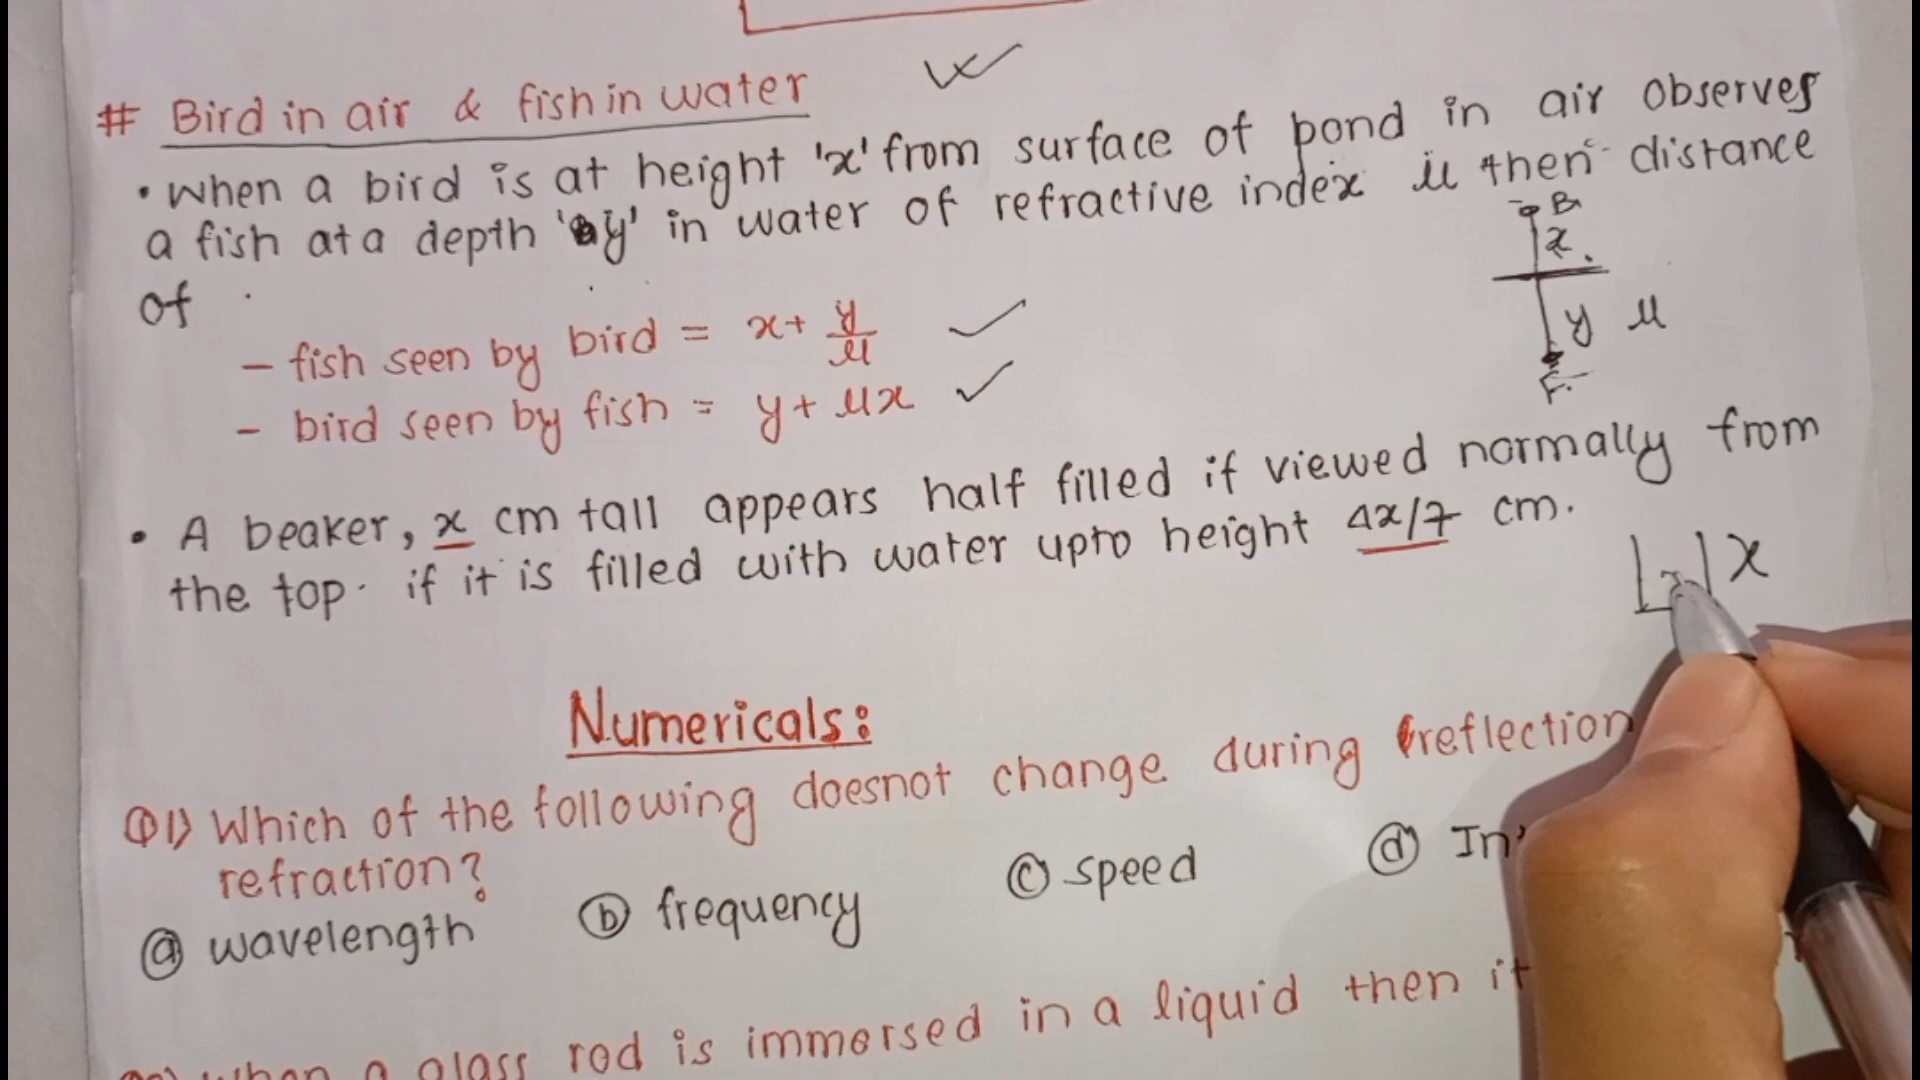 # Bird in air & fish in water
• when a bird is at height 'x' from surface of pond in air observes
a fish at a depth 'y' in water of refractive index μ then distance
of
B
x
y μ
F
- fish seen by bird = x + y/μ
- bird seen by fish = y + μx
• A beaker, x cm tall appears half filled if viewed normally from
the top. if it is filled with water upto height 4x/7 cm.
x
Numericals:
Q1) Which of the following doesnot change during reflection
refraction?
(a) wavelength (b) frequency (c) speed (d)
when a glass rod is immersed in a liquid then it